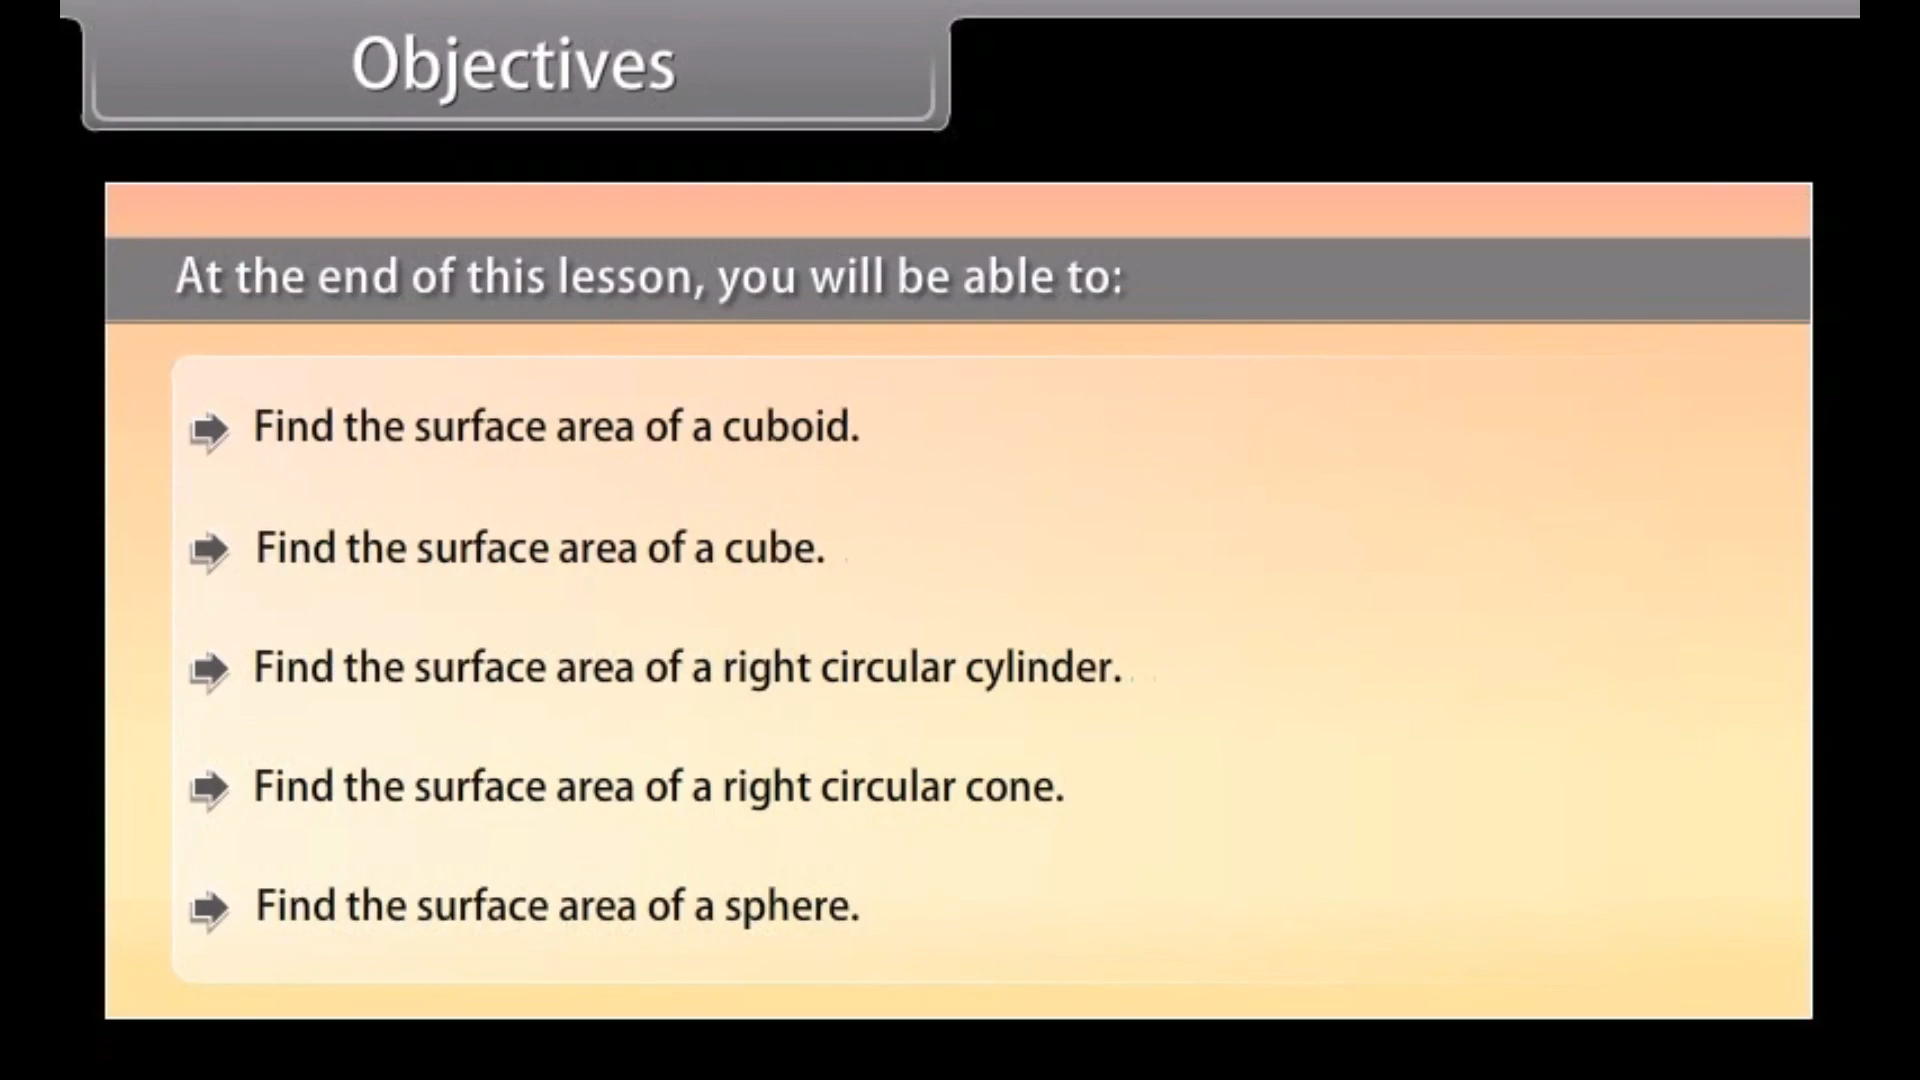 Objectives
At the end of this lesson, you will be able to:
Find the surface area of a cuboid.
Find the surface area of a cube.
Find the surface area of a right circular cylinder.
Find the surface area of a right circular cone.
Find the surface area of a sphere.